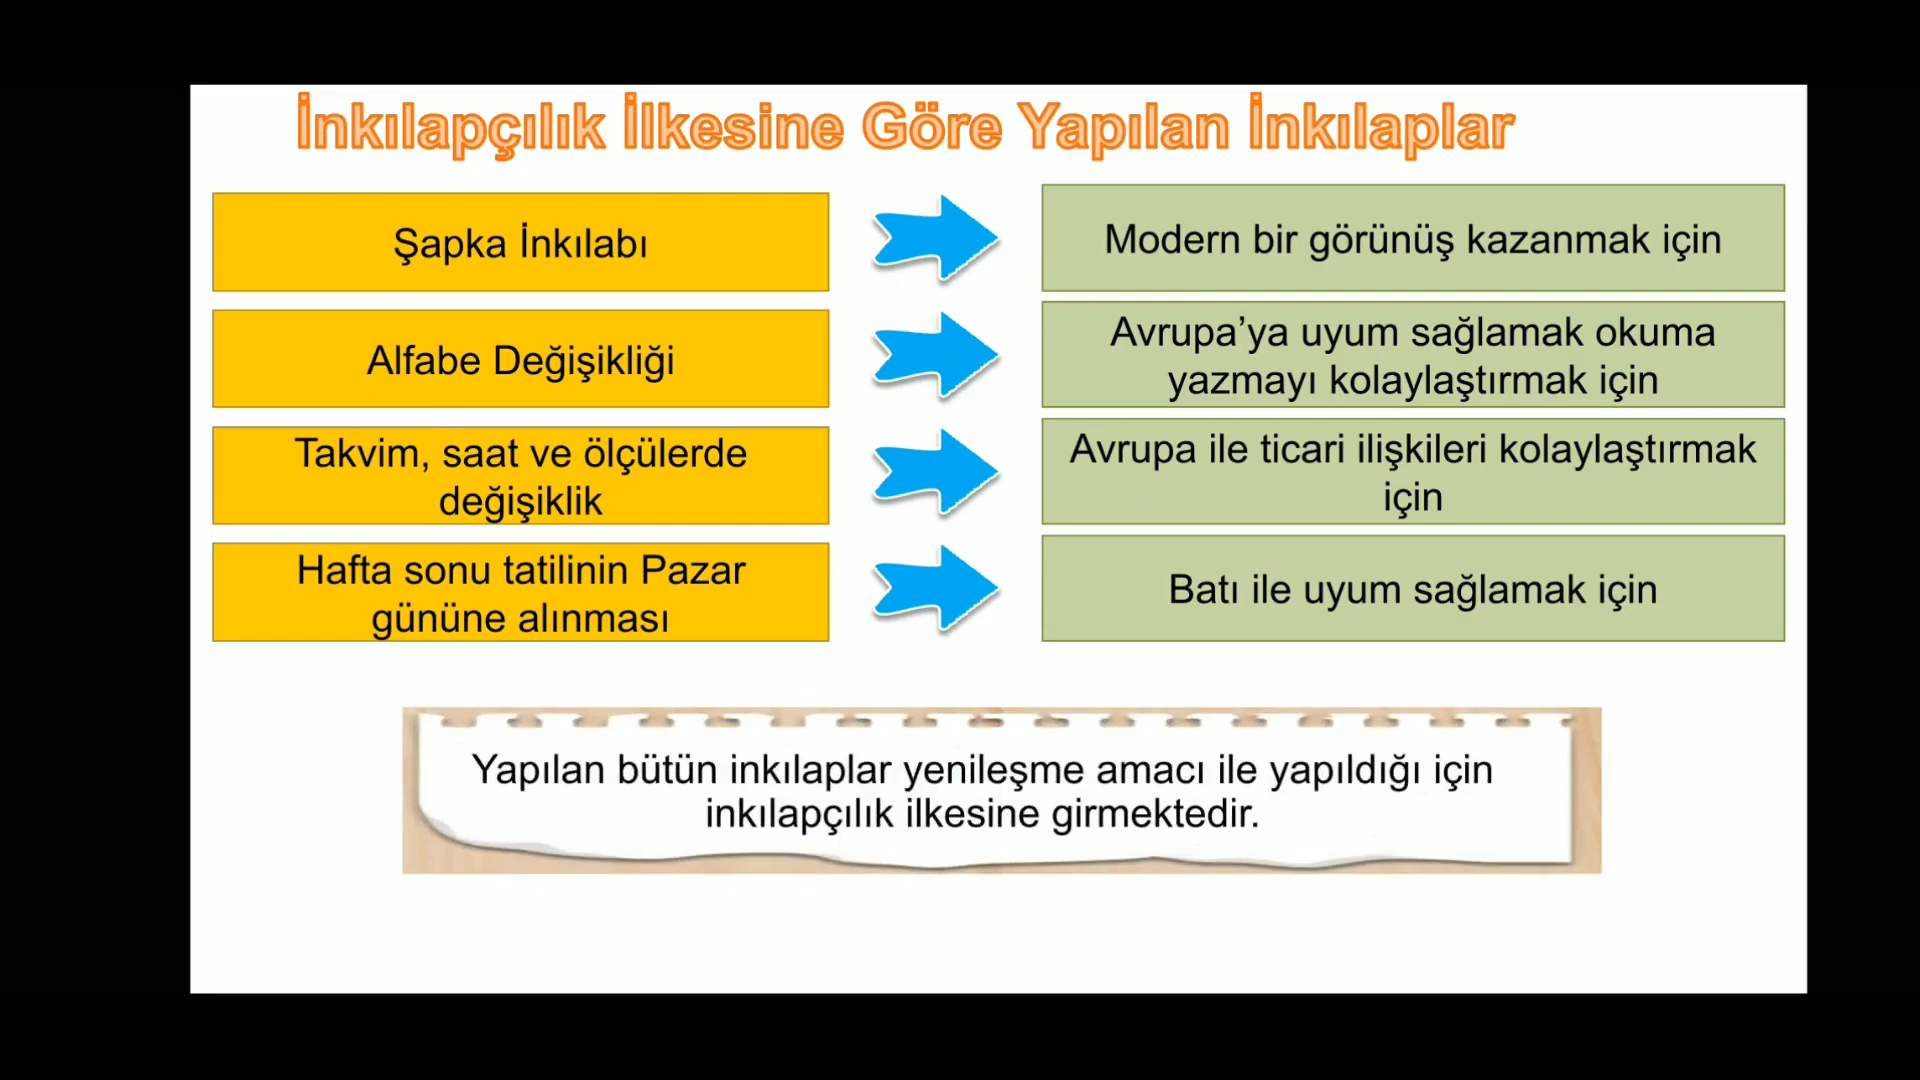 İnkılapçılık İlkesine Göre Yapılan İnkılaplar
Şapka İnkılabı
Modern bir görünüş kazanmak için
Alfabe Değişikliği
Avrupa’ya uyum sağlamak okuma
yazmayı kolaylaştırmak için
Takvim, saat ve ölçülerde
değişiklik
Avrupa ile ticari ilişkileri kolaylaştırmak
için
Hafta sonu tatilinin Pazar
gününe alınması
Batı ile uyum sağlamak için
Yapılan bütün inkılaplar yenileşme amacı ile yapıldığı için
inkılapçılık ilkesine girmektedir.